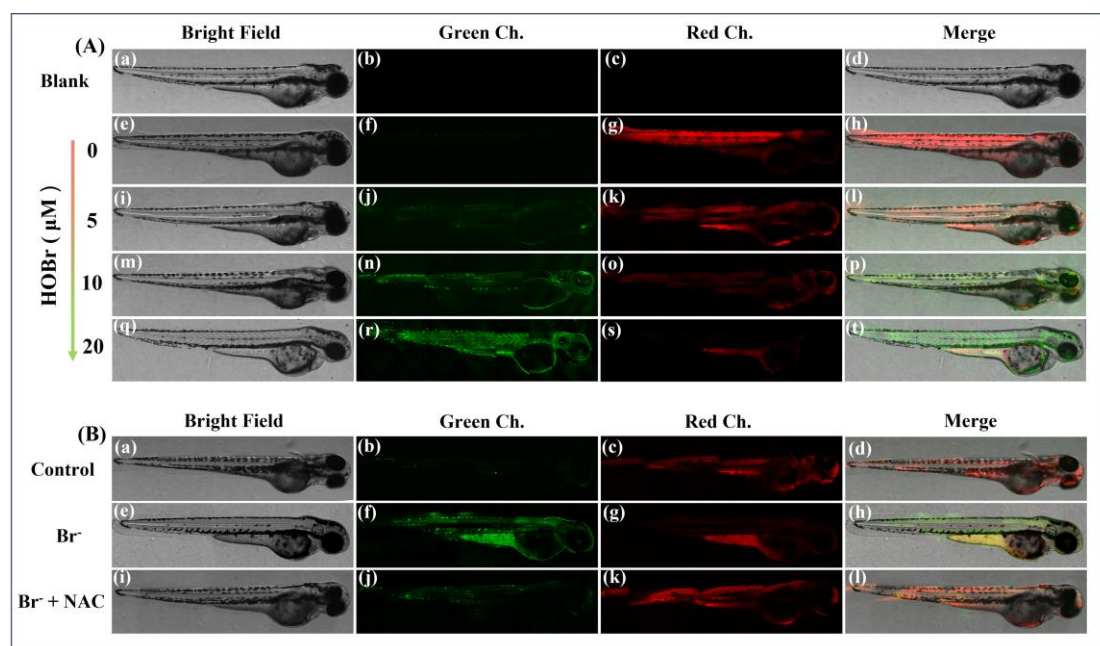 Bright Field Green Ch. Red Ch. Merge
(A)
Blank (a) (b) (c) (d)
0 (e) (f) (g) (h)
5 (i) (j) (k) (l)
HOBr ( μM )
10 (m) (n) (o) (p)
20 (q) (r) (s) (t)
Bright Field Green Ch. Red Ch. Merge
(B)
Control (a) (b) (c) (d)
Br⁻ (e) (f) (g) (h)
Br⁻ + NAC (i) (j) (k) (l)